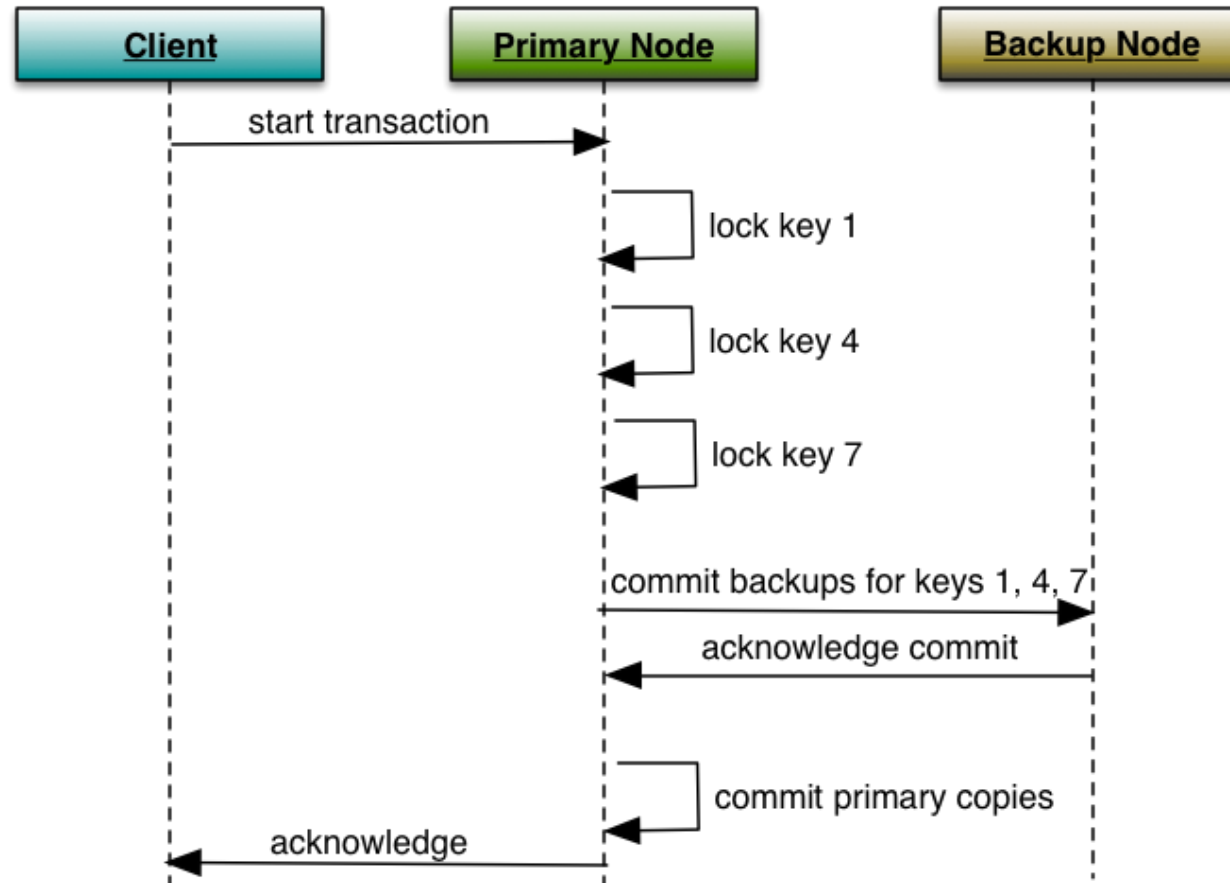 Client
Primary Node
Backup Node
start transaction
lock key 1
lock key 4
lock key 7
commit backups for keys 1, 4, 7
acknowledge commit
commit primary copies
acknowledge